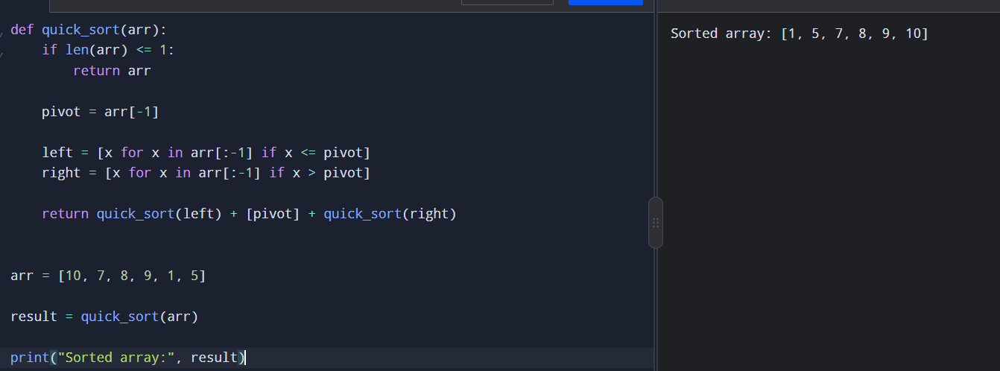 def quick_sort(arr):
    if len(arr) <= 1:
        return arr
    pivot = arr[-1]
    left = [x for x in arr[:-1] if x <= pivot]
    right = [x for x in arr[:-1] if x > pivot]
    return quick_sort(left) + [pivot] + quick_sort(right)
arr = [10, 7, 8, 9, 1, 5]
result = quick_sort(arr)
print("Sorted array:", result)
Sorted array: [1, 5, 7, 8, 9, 10]